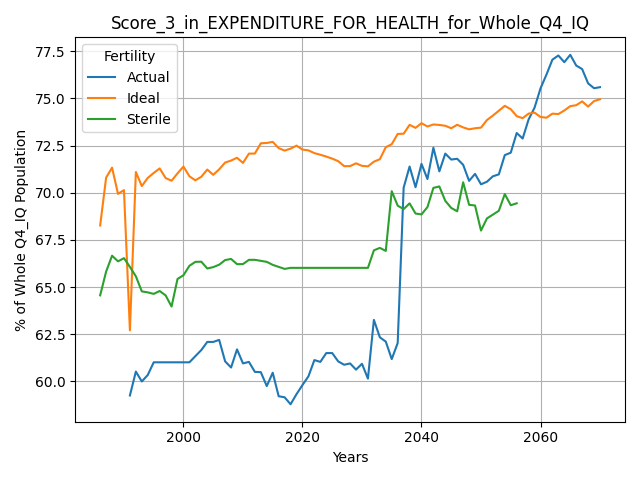 Score_3_in_EXPENDITURE_FOR_HEALTH_for_Whole_Q4_IQ
Fertility
Actual
Ideal
Sterile
% of Whole Q4_IQ Population
77.5
75.0
72.5
70.0
67.5
65.0
62.5
60.0
2000 2020 2040 2060
Years